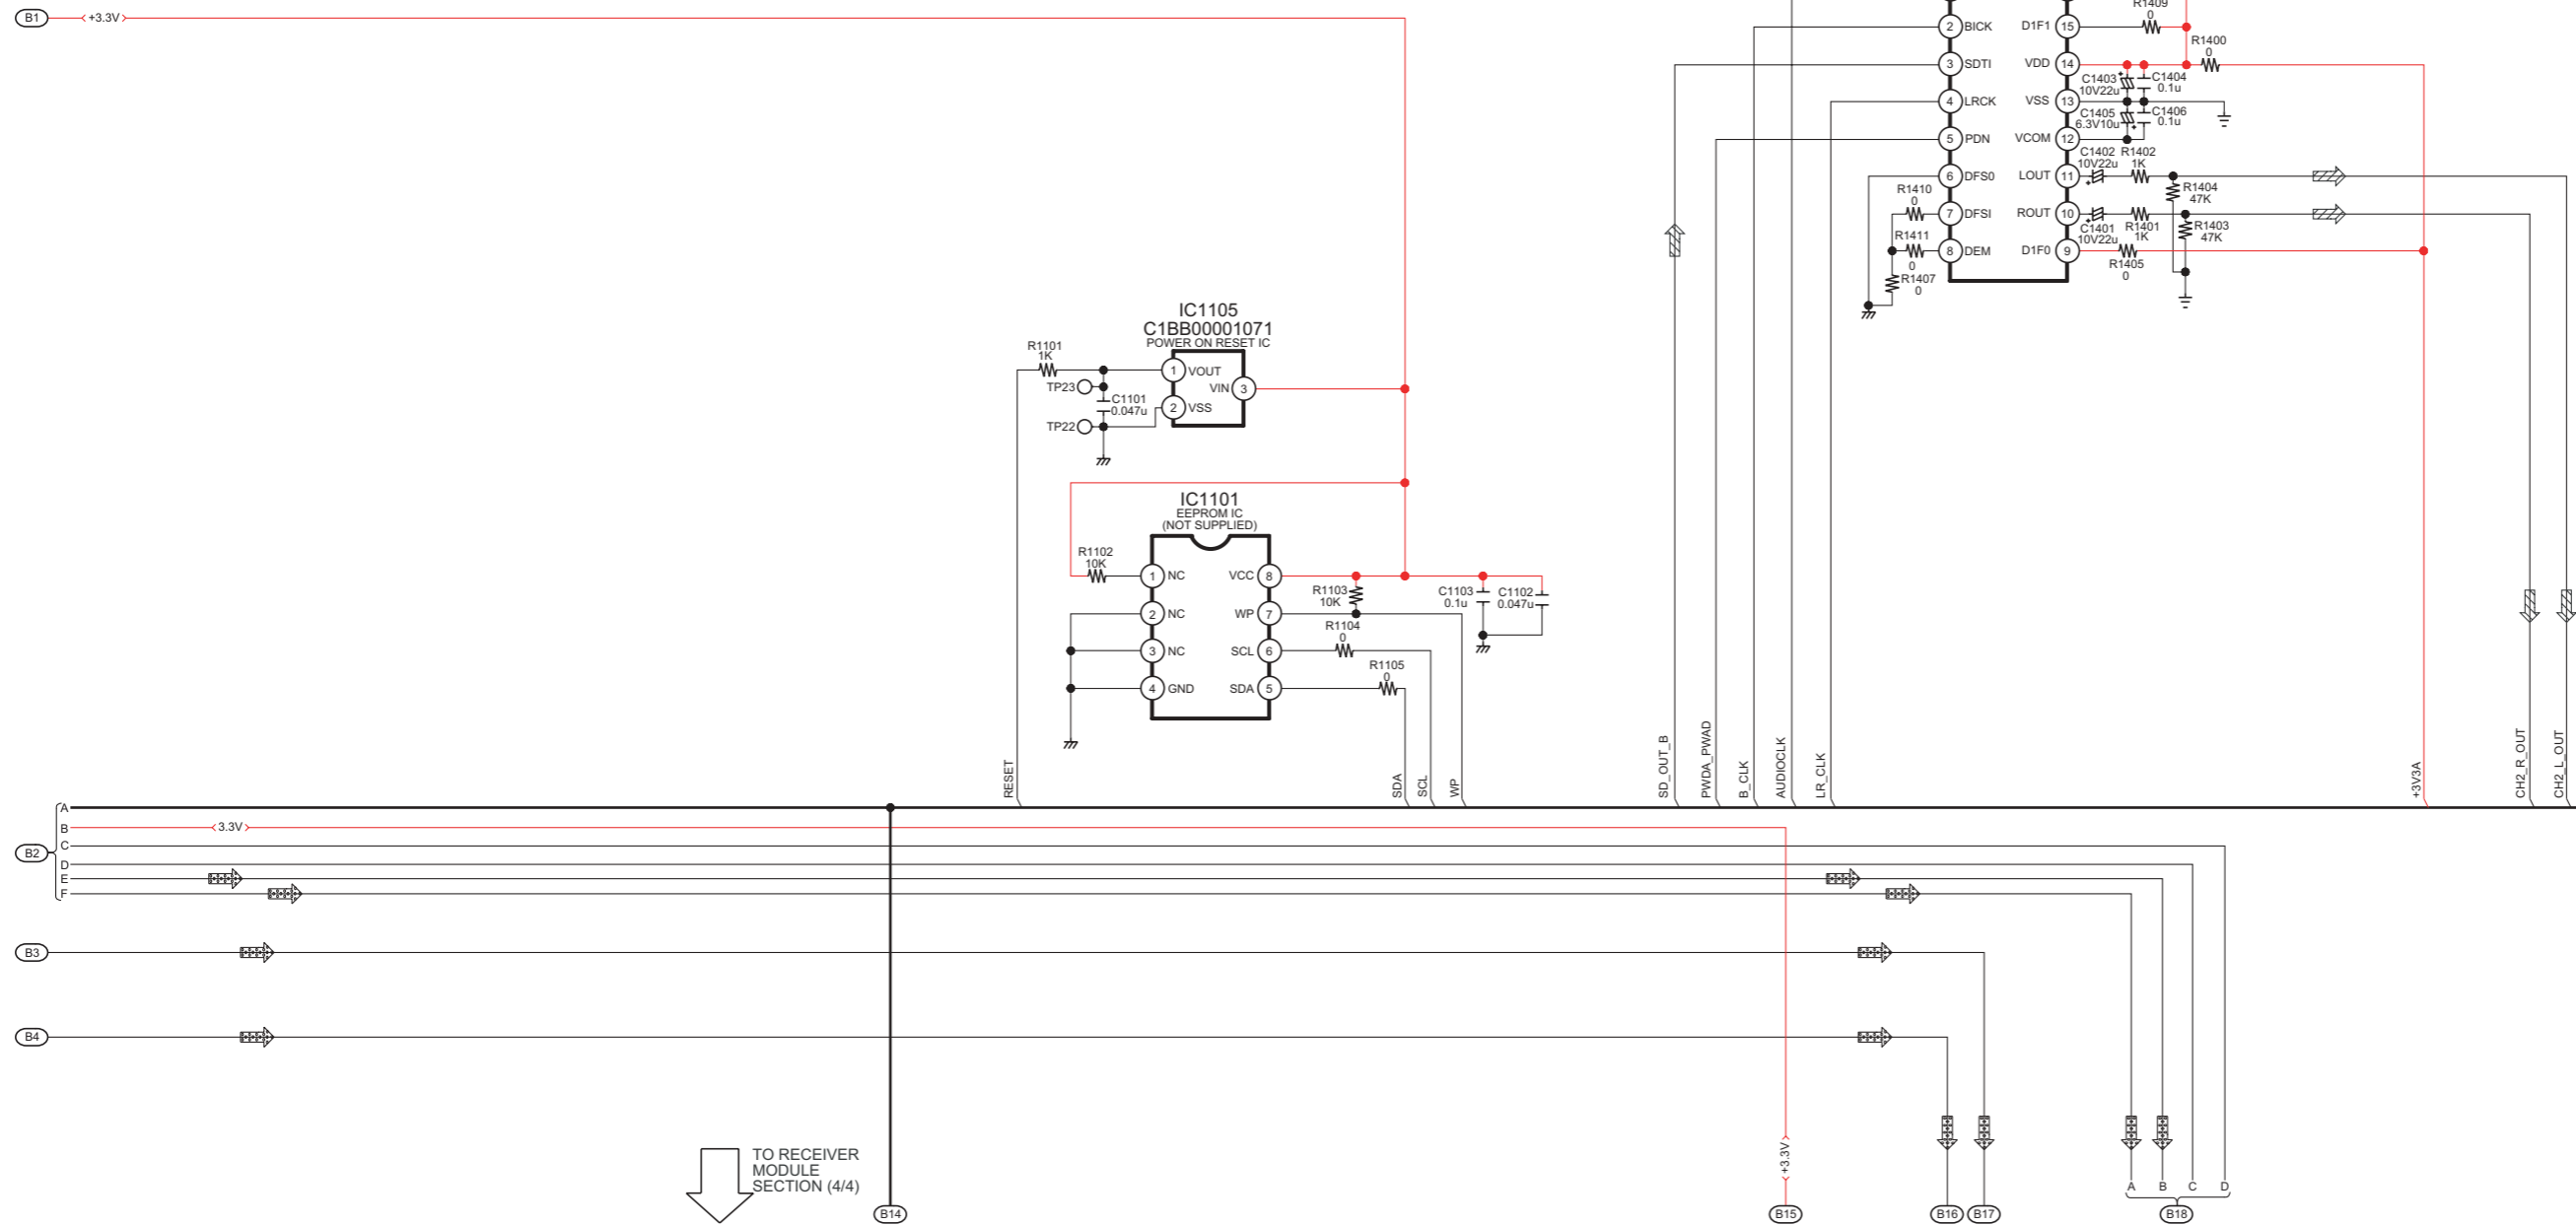 B1
+3.3V
R1409
0
2 BICK
D1F1 15
R1400
0
3 SDTI
VDD 14
C1403
10V22u
C1404
0.1u
4 LRCK
VSS 13
C1405
6.3V10u
C1406
0.1u
5 PDN
VCOM 12
C1402
10V22u
R1402
1K
6 DFS0
LOUT 11
R1404
47K
R1410
0
7 DFSI
ROUT 10
C1401
10V22u
R1401
1K
R1403
47K
R1411
0
8 DEM
D1F0 9
R1405
0
R1407
0
IC1105
C1BB00001071
POWER ON RESET IC
R1101
1K
1 VOUT
TP23
VIN 3
C1101
0.047u
2 VSS
TP22
IC1101
EEPROM IC
(NOT SUPPLIED)
R1102
10K
1 NC
VCC 8
R1103
10K
C1103
0.1u
C1102
0.047u
2 NC
WP 7
R1104
0
3 NC
SCL 6
R1105
0
4 GND
SDA 5
RESET
SDA
SCL
WP
SD_OUT_B
PWDA_PWAD
B_CLK
AUDIOCLK
LR_CLK
+3V3A
CH2_R_OUT
CH2_L_OUT
A
B
3.3V
B2
C
D
E
F
B3
B4
TO RECEIVER
MODULE
SECTION (4/4)
+3.3V
A B C D
B14
B15
B16
B17
B18